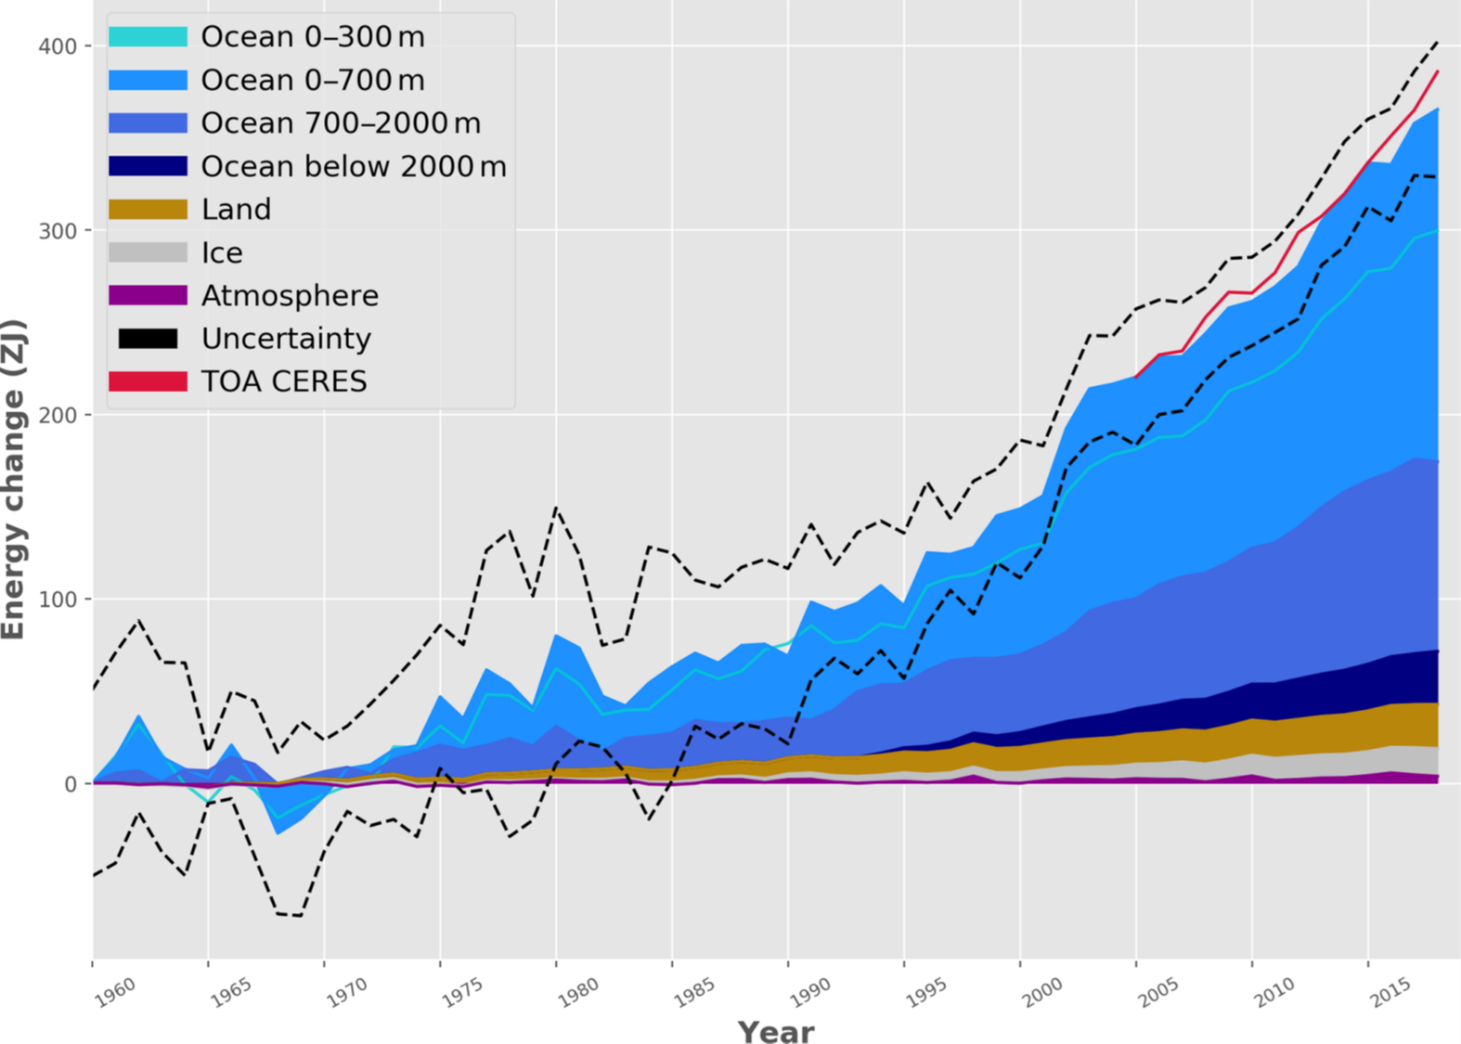 Ocean 0–300 m
Ocean 0–700 m
Ocean 700–2000 m
Ocean below 2000 m
Land
Ice
Atmosphere
Uncertainty
TOA CERES
400
300
200
100
0
Energy change (ZJ)
1960
1965
1970
1975
1980
1985
1990
1995
2000
2005
2010
2015
Year